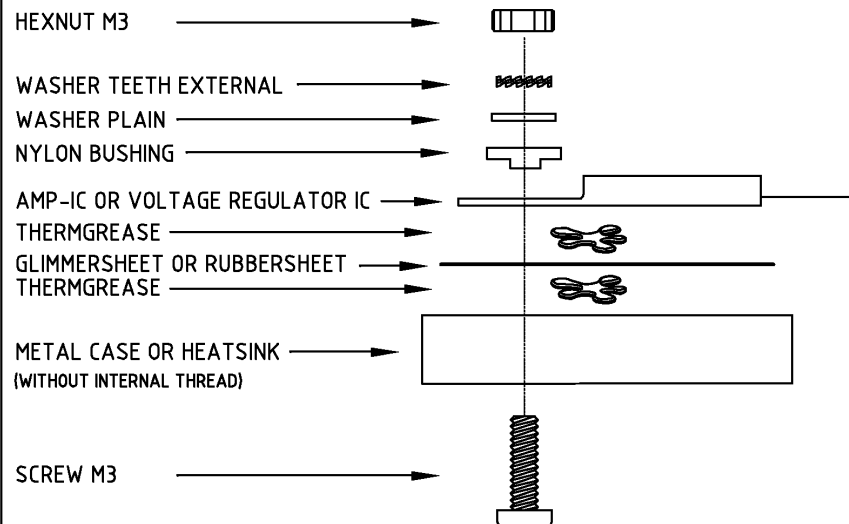 HEXNUT M3
WASHER TEETH EXTERNAL
WASHER PLAIN
NYLON BUSHING
AMP-IC OR VOLTAGE REGULATOR IC
THERMGREASE
GLIMMERSHEET OR RUBBERSHEET
THERMGREASE
METAL CASE OR HEATSINK
(WITHOUT INTERNAL THREAD)
SCREW M3